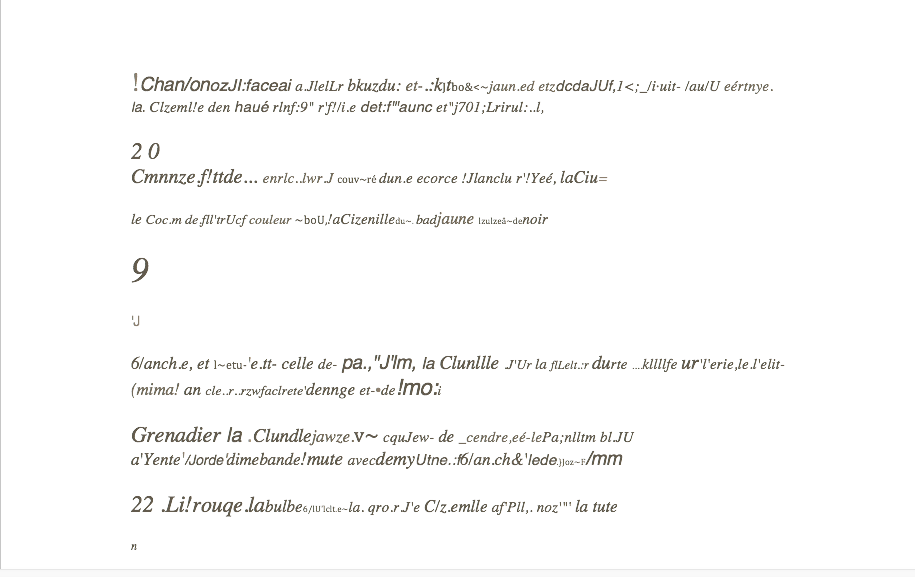 !Chan/onozJl:faceai a.JlelLr bkuzdu: et-.:kıtbo&<~jaun.ed etzdcdaJUf,1<;_/i·uit- /au/U eértnye.
la. Clzeml!e den haué rlnf:9" r'f!/i.e det:f"'aunc et"j701;Lrirul:..l,
2 0
Cmnnze.f!ttde... enrlc..lwr.J couv~ré dun.e ecorce !Jlanclu r'!Yeé, laCiu=
le Coc.m de.fll'trUcf couleur ~boU,!aCizenilledu~. badjaune lzulzeâ~denoir
9
'J
6/anch.e, et l~etu-'e.tt- celle de- pa.,"J'lm, la Clunllle .J'Ur la flLelt.:r durte ....kllllfe ur'l'erie,le.l'elit-
(mima! an cle..r..rzwfaclrete'dennge et-•de!mo:i
Grenadier la .Clundlejawze.v~ cquJew- de _cendre,eé-lePa;nlltm bl.JU
a'Yente'/Jorde'dimebande!mute avecdemyUtne.:f6/an.ch&'lede.}Joz~i·/mm
22 .Li!rouqe.labulbe6/lU'lclt.e~la. qro.r.J'e C/z.emlle af'Pll,. noz'"' la tute
n